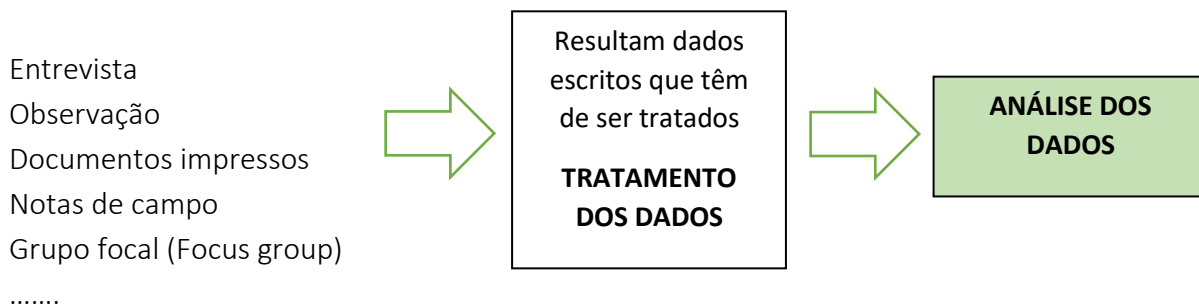 Entrevista
Observação
Documentos impressos
Notas de campo
Grupo focal (Focus group)
…….
Resultam dados
escritos que têm
de ser tratados
TRATAMENTO
DOS DADOS
ANÁLISE DOS
DADOS